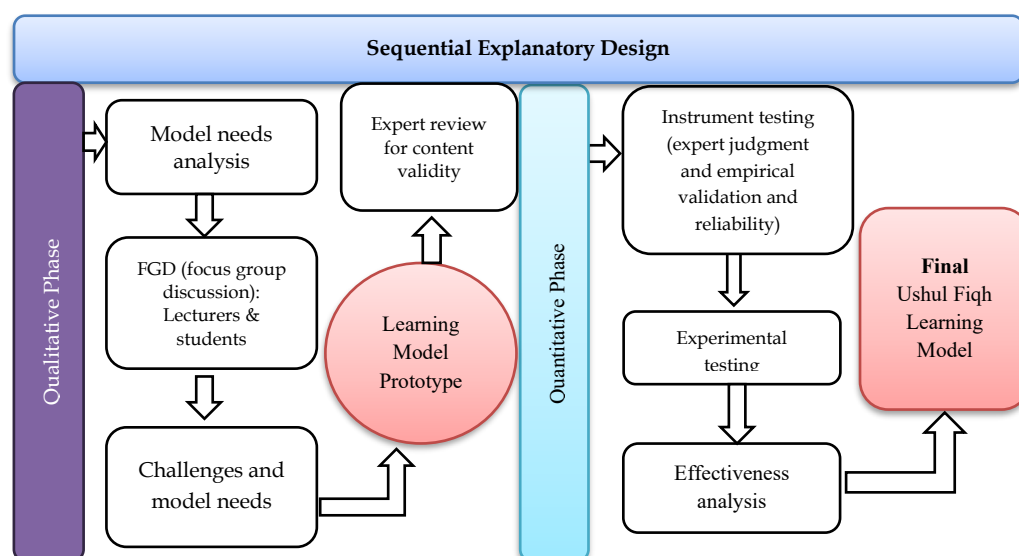 Sequential Explanatory Design
Qualitative Phase
Model needs
analysis
FGD (focus group
discussion):
Lecturers &
students
Challenges and
model needs
Learning
Model
Prototype
Expert review
for content
validity
Quantitative Phase
Instrument testing
(expert judgment
and empirical
validation and
reliability)
Experimental
testing
Effectiveness
analysis
Final
Ushul Fiqh
Learning
Model